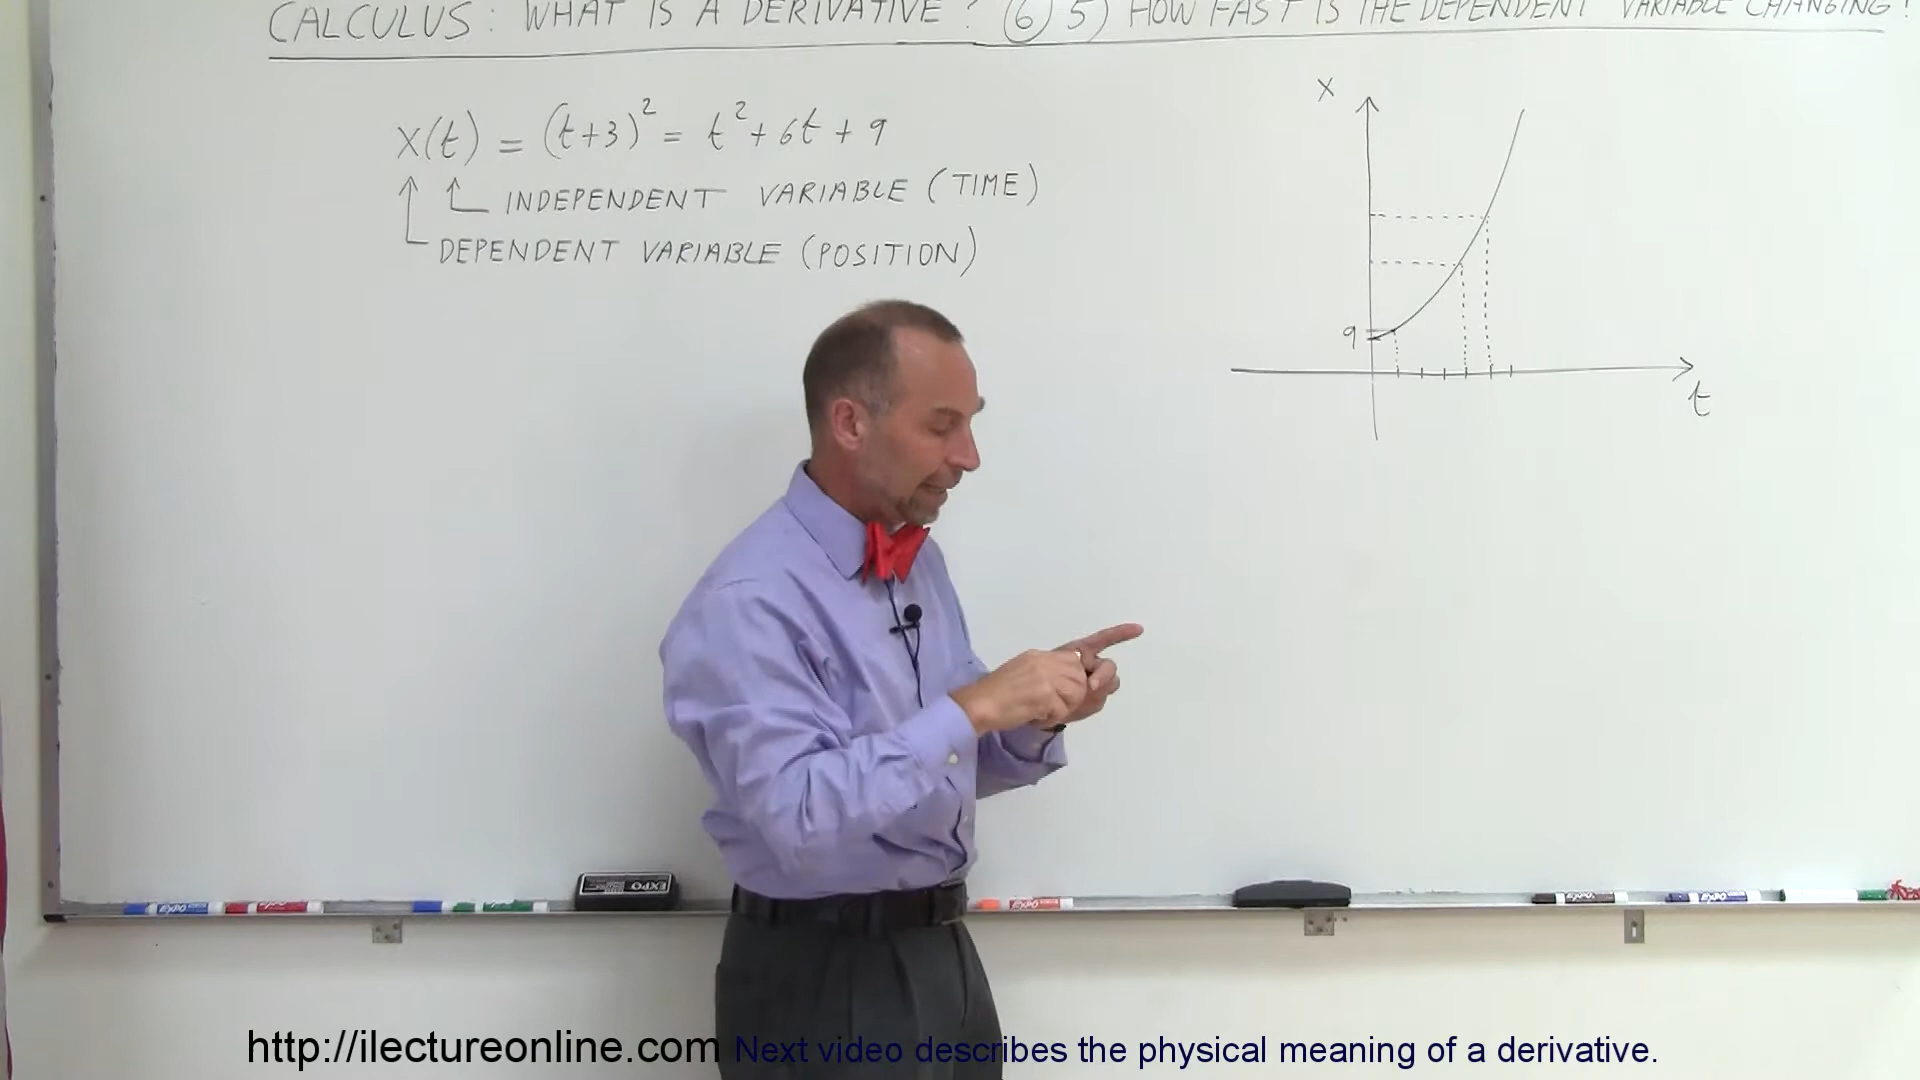 CALCULUS: WHAT IS A DERIVATIVE? (6) 5) HOW FAST IS THE DEPENDENT VARIABLE CHANGING?
X(t) = (t+3)² = t² + 6t + 9
INDEPENDENT VARIABLE (TIME)
DEPENDENT VARIABLE (POSITION)
X
9
t
EXPO
http://ilectureonline.com Next video describes the physical meaning of a derivative.